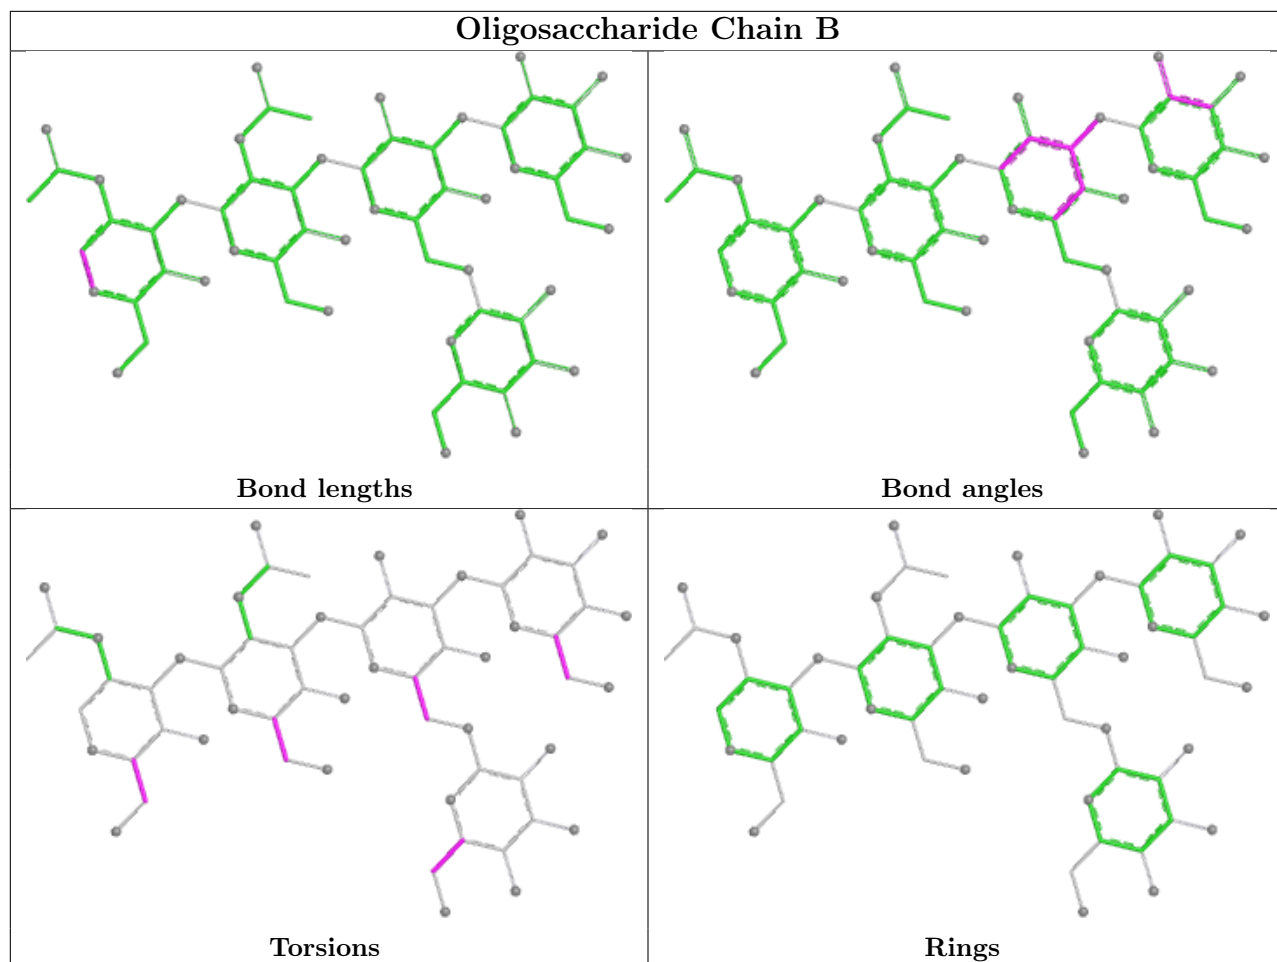 Oligosaccharide Chain B
Bond lengths
Bond angles
Torsions
Rings